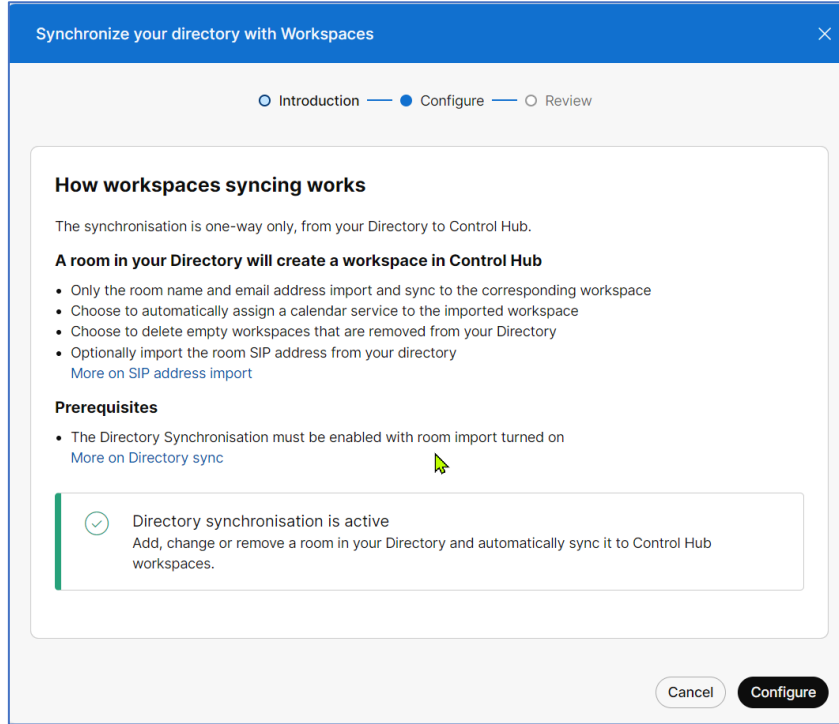 Synchronize your directory with Workspaces
Introduction
Configure
Review
How workspaces syncing works
The synchronisation is one-way only, from your Directory to Control Hub.
A room in your Directory will create a workspace in Control Hub
• Only the room name and email address import and sync to the corresponding workspace
• Choose to automatically assign a calendar service to the imported workspace
• Choose to delete empty workspaces that are removed from your Directory
• Optionally import the room SIP address from your directory
More on SIP address import
Prerequisites
• The Directory Synchronisation must be enabled with room import turned on
More on Directory sync
Directory synchronisation is active
Add, change or remove a room in your Directory and automatically sync it to Control Hub
workspaces.
Cancel
Configure